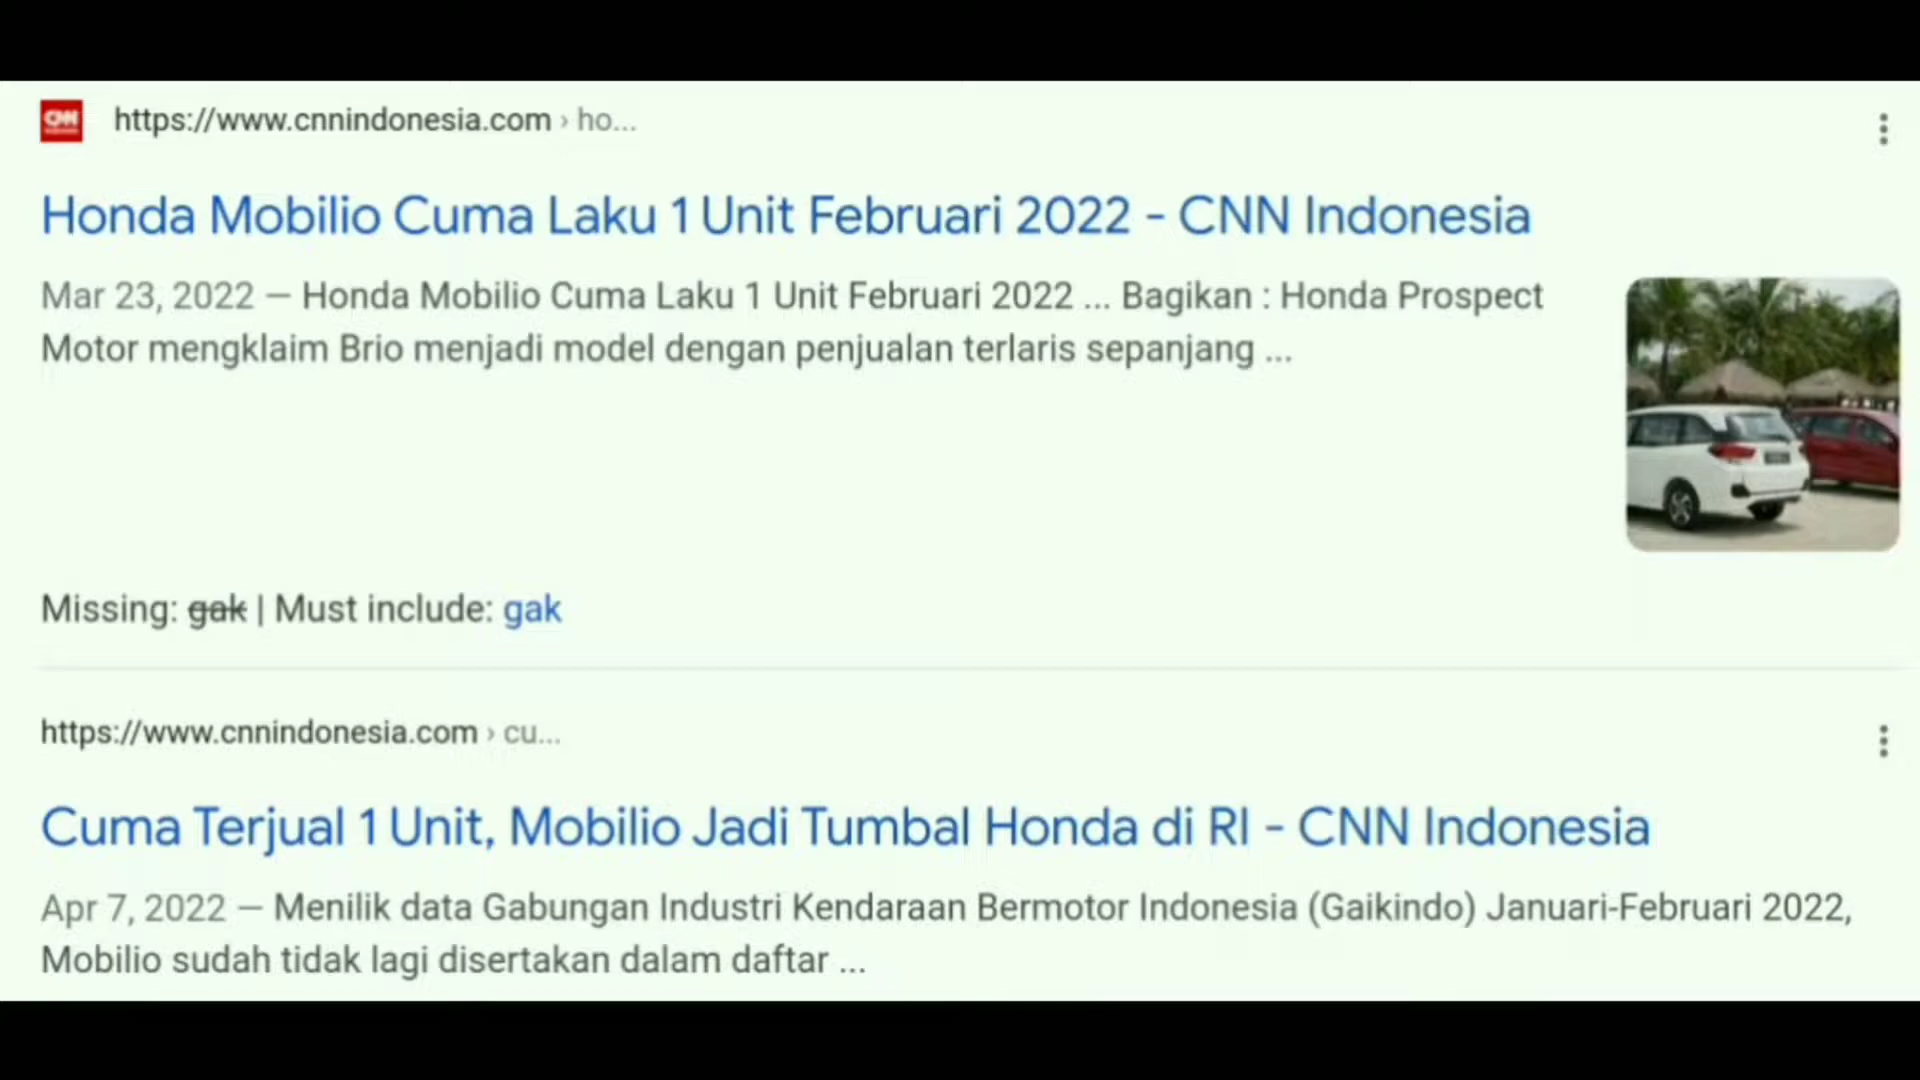 CNN
https://www.cnnindonesia.com › ho...
Honda Mobilio Cuma Laku 1 Unit Februari 2022 - CNN Indonesia
Mar 23, 2022 — Honda Mobilio Cuma Laku 1 Unit Februari 2022 ... Bagikan : Honda Prospect
Motor mengklaim Brio menjadi model dengan penjualan terlaris sepanjang ...
Missing: gak | Must include: gak
https://www.cnnindonesia.com › cu...
Cuma Terjual 1 Unit, Mobilio Jadi Tumbal Honda di RI - CNN Indonesia
Apr 7, 2022 — Menilik data Gabungan Industri Kendaraan Bermotor Indonesia (Gaikindo) Januari-Februari 2022,
Mobilio sudah tidak lagi disertakan dalam daftar ...